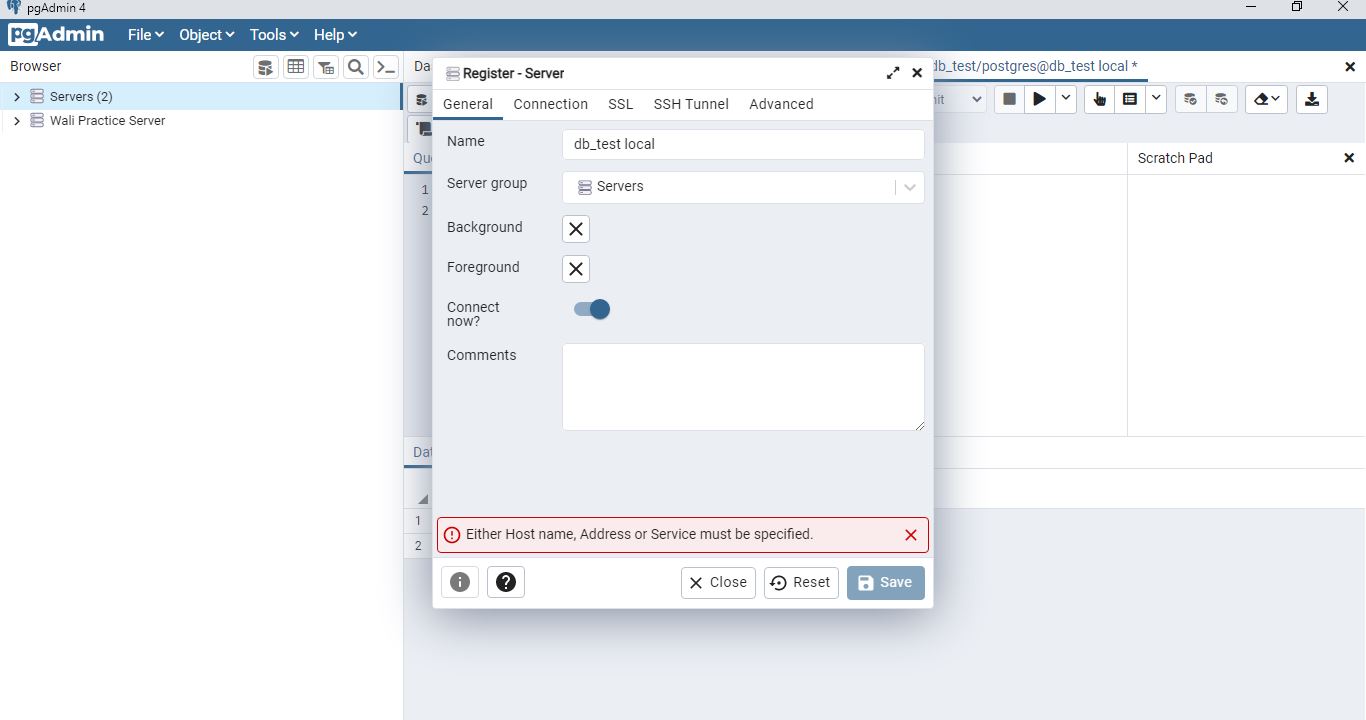 pgAdmin 4
pgAdmin File Object Tools Help
Browser
Servers (2)
Wali Practice Server
Da
db_test/postgres@db_test local *
Register - Server
General Connection SSL SSH Tunnel Advanced
Name
db_test local
Server group
Servers
Background
Foreground
Connect
now?
Comments
Either Host name, Address or Service must be specified.
Close Reset Save
it
Qu
Scratch Pad
1
2
Dat
1
2